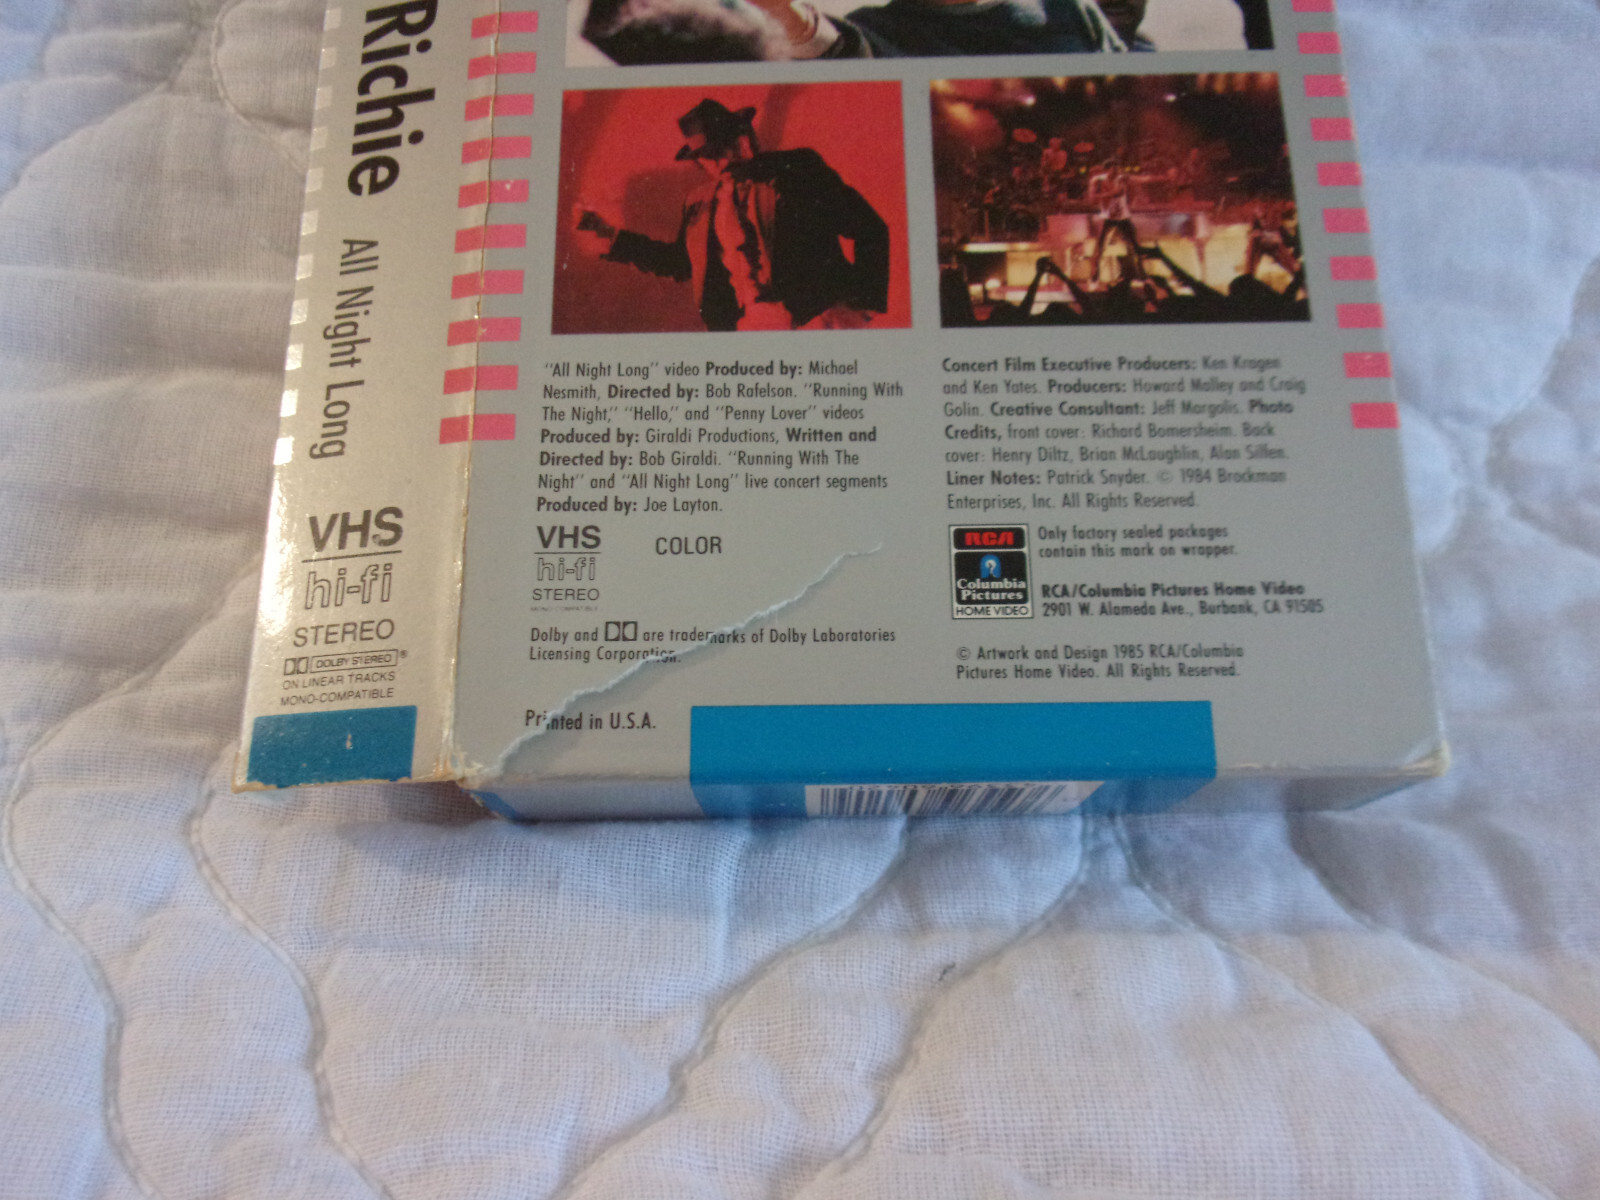 Richie
All Night Long
VHS
hi-fi
STEREO
DOLBY STEREO®
ON LINEAR TRACKS
MONO-COMPATIBLE
"All Night Long" video Produced by: Michael
Nesmith, Directed by: Bob Rafelson. "Running With
The Night," "Hello," and "Penny Lover" videos
Produced by: Giraldi Productions, Written and
Directed by: Bob Giraldi. "Running With The
Night" and "All Night Long" live concert segments
Produced by: Joe Layton.
VHS
hi-fi
STEREO
MONO COMPATIBLE
COLOR
Dolby and are trademarks of Dolby Laboratories
Licensing Corporation.
Printed in U.S.A.
Concert Film Executive Producers: Ken Kragen
and Ken Yates. Producers: Howard Malley and Craig
Golin. Creative Consultant: Jeff Margolis. Photo
Credits, front cover: Richard Bomersheim. Back
cover: Henry Diltz, Brian McLaughlin, Alan Silfen.
Liner Notes: Patrick Snyder. © 1984 Brockman
Enterprises, Inc. All Rights Reserved.
RCA
Columbia
Pictures
HOME VIDEO
Only factory sealed packages
contain this mark on wrapper.
RCA/Columbia Pictures Home Video
2901 W. Alameda Ave., Burbank, CA 91505
© Artwork and Design 1985 RCA/Columbia
Pictures Home Video. All Rights Reserved.